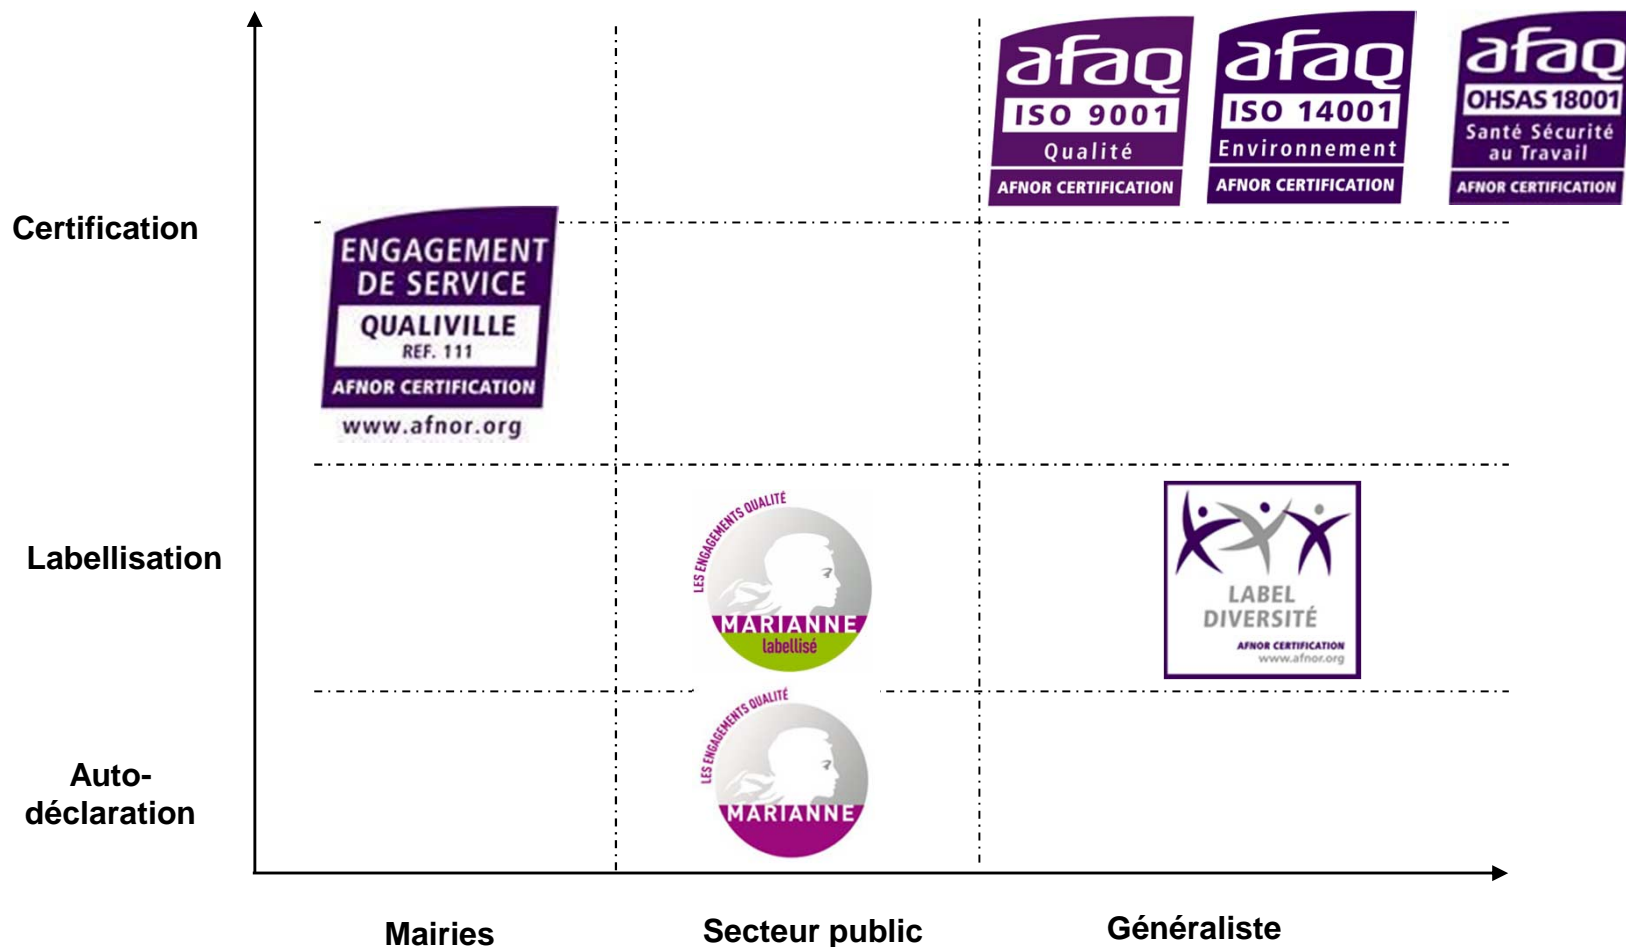 afaq
ISO 9001
Qualité
AFNOR CERTIFICATION
afaq
ISO 14001
Environnement
AFNOR CERTIFICATION
afaq
OHSAS 18001
Santé Sécurité
au Travail
AFNOR CERTIFICATION
Certification
ENGAGEMENT
DE SERVICE
QUALIVILLE
REF. 111
AFNOR CERTIFICATION
www.afnor.org
Labellisation
LES ENGAGEMENTS QUALITÉ
MARIANNE
labellisé
LABEL
DIVERSITÉ
AFNOR CERTIFICATION
www.afnor.org
Auto-
déclaration
LES ENGAGEMENTS QUALITÉ
MARIANNE
Mairies
Secteur public
Généraliste